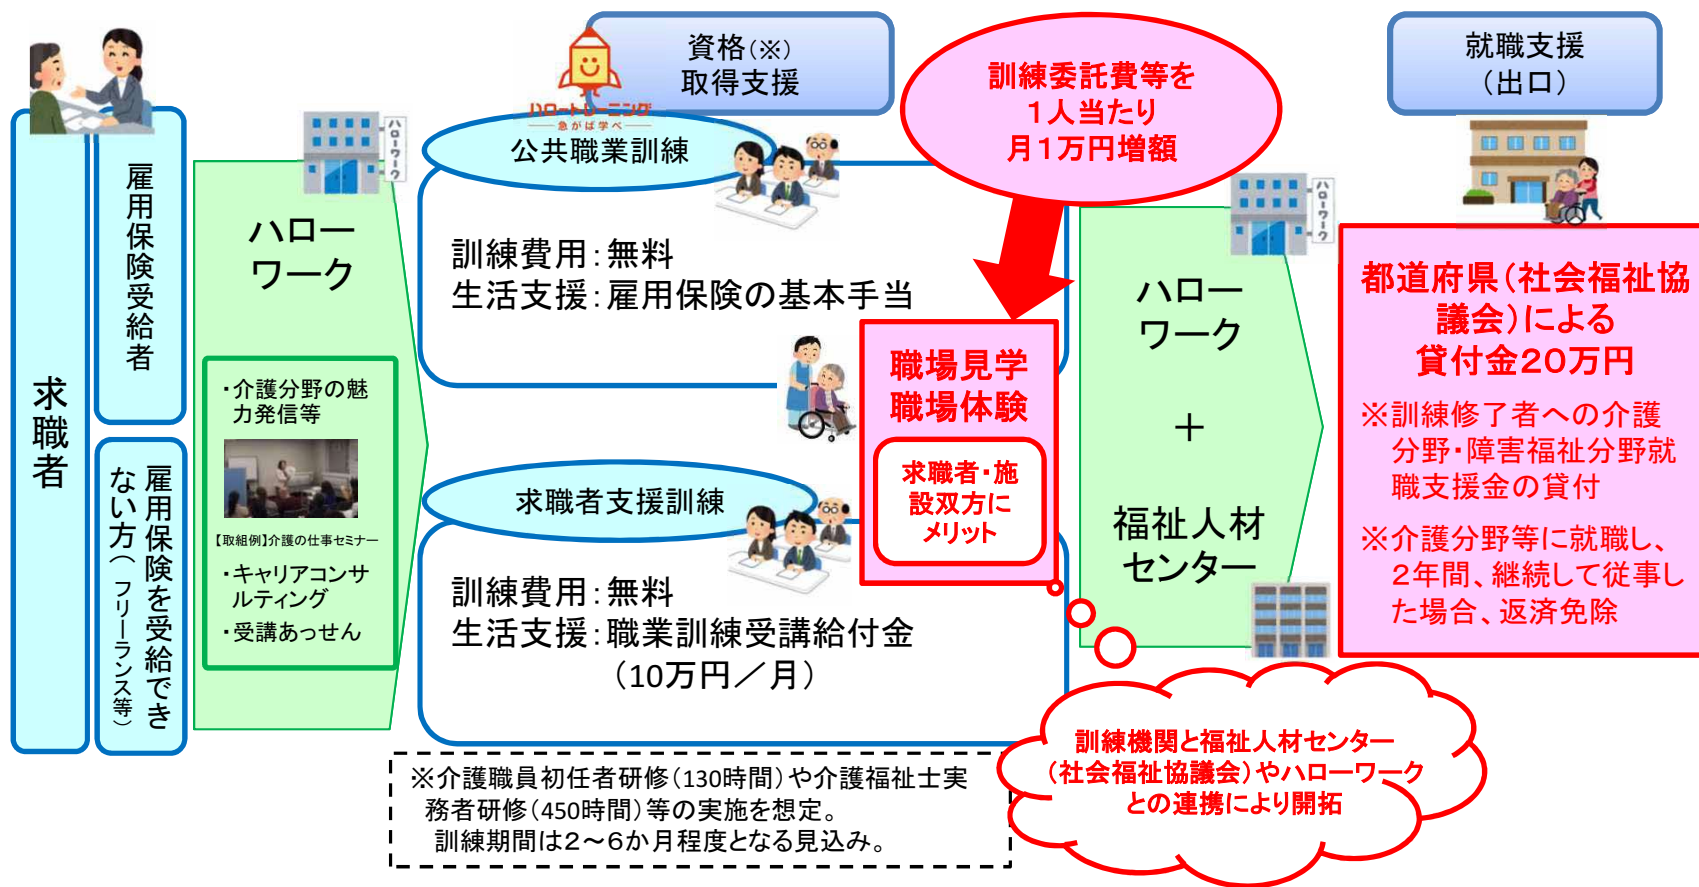 資格(※)
取得支援
ハロートレーニング
急がば学べ
訓練委託費等を
1人当たり
月1万円増額
就職支援
(出口)
求職者
雇用保険受給者
雇用保険を受給でき
ない方(フリーランス等)
ハローワーク
ハロー
ワーク
・介護分野の魅
力発信等
【取組例】介護の仕事セミナー
・キャリアコンサ
ルティング
・受講あっせん
公共職業訓練
訓練費用:無料
生活支援:雇用保険の基本手当
求職者支援訓練
訓練費用:無料
生活支援:職業訓練受講給付金
(10万円/月)
職場見学
職場体験
求職者・施
設双方に
メリット
ハローワーク
ハロー
ワーク
+
福祉人材
センター
都道府県(社会福祉協
議会)による
貸付金20万円
※訓練修了者への介護
分野・障害福祉分野就
職支援金の貸付
※介護分野等に就職し、
2年間、継続して従事し
た場合、返済免除
訓練機関と福祉人材センター
(社会福祉協議会)やハローワーク
との連携により開拓
※介護職員初任者研修(130時間)や介護福祉士実
務者研修(450時間)等の実施を想定。
訓練期間は2~6か月程度となる見込み。